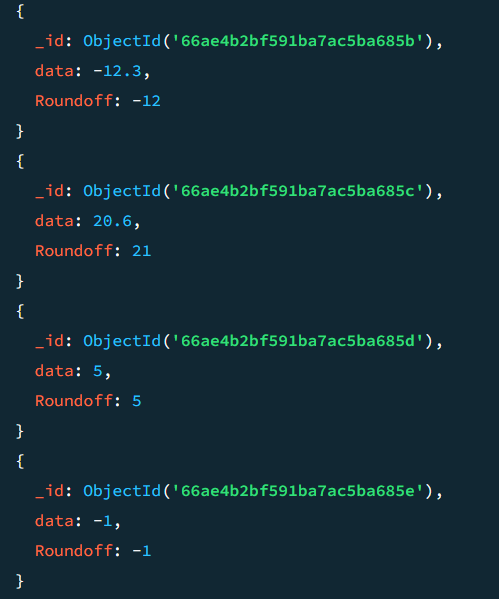 {
_id: ObjectId('66ae4b2bf591ba7ac5ba685b'),
data: -12.3,
Roundoff: -12
}
{
_id: ObjectId('66ae4b2bf591ba7ac5ba685c'),
data: 20.6,
Roundoff: 21
}
{
_id: ObjectId('66ae4b2bf591ba7ac5ba685d'),
data: 5,
Roundoff: 5
}
{
_id: ObjectId('66ae4b2bf591ba7ac5ba685e'),
data: -1,
Roundoff: -1
}